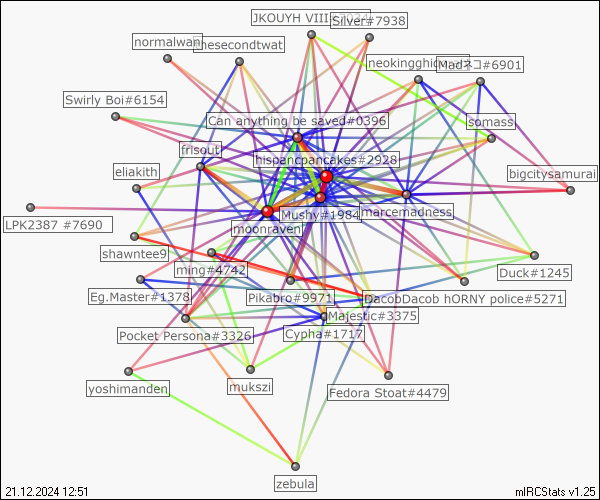 JKOUYH VIII
Silver#7938
normalwan
thesecondtwat
neokingghidorah
Madスコ#6901
Swirly Boi#6154
Can anything be saved#0396
somass
frisout
hispancpancakes#2928
eliakith
bigcitysamurai
LPK2387 #7690
Mushy#1984
marcemadness
moonraven
shawntee9
ming#4742
Duck#1245
Eg.Master#1378
Pikabro#9971
DacobDacob hORNY police#5271
Majestic#3375
Pocket Persona#3326
Cypha#1717
yoshimanden
mukszi
Fedora Stoat#4479
zebula
21.12.2024 12:51
mIRCStats v1.25